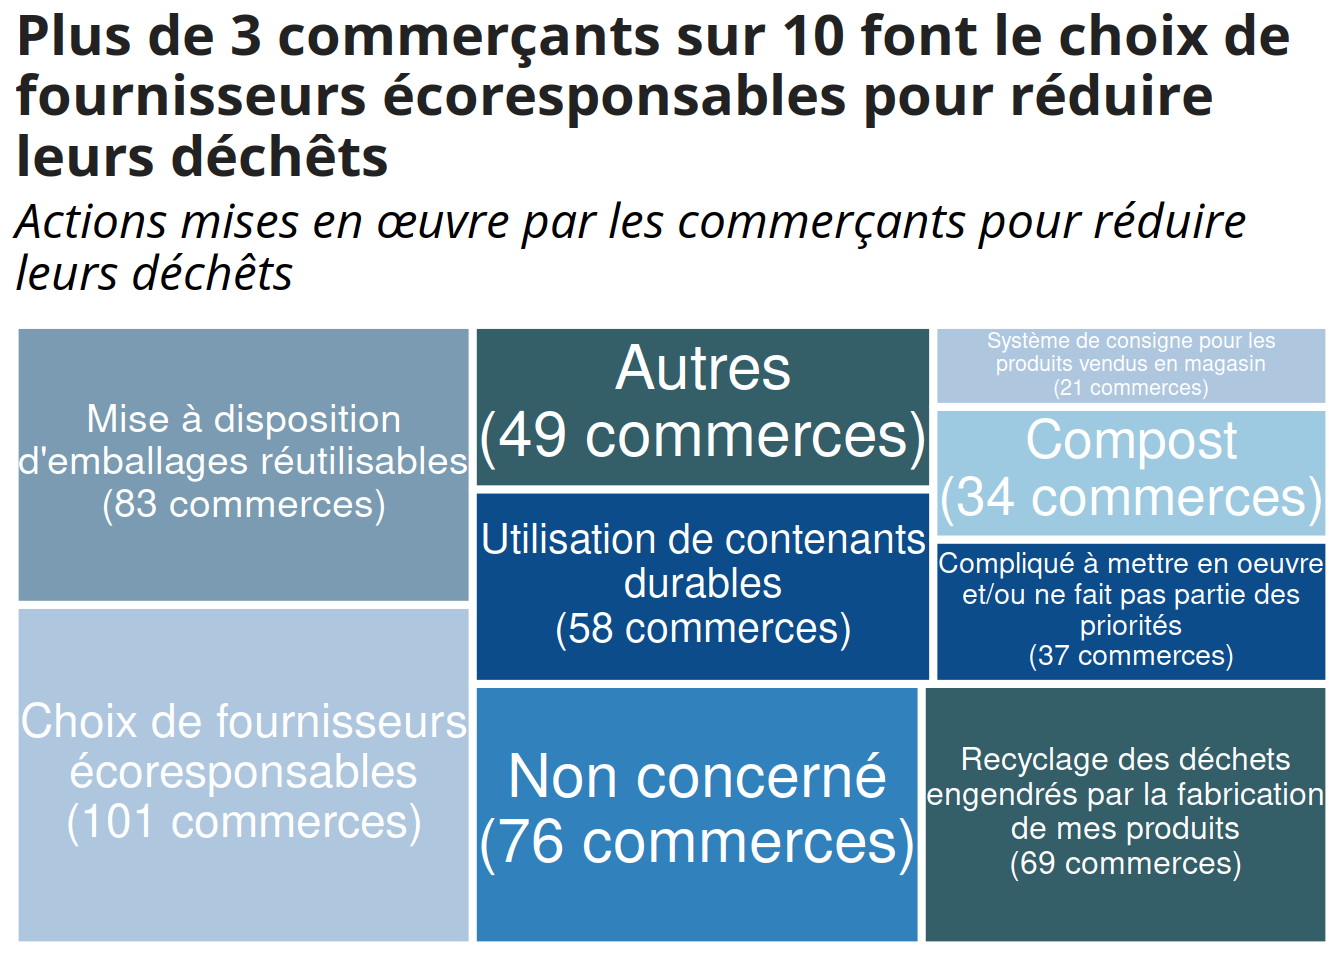 Plus de 3 commerçants sur 10 font le choix de
fournisseurs écoresponsables pour réduire
leurs déchêts
Actions mises en œuvre par les commerçants pour réduire
leurs déchêts
Mise à disposition
d'emballages réutilisables
(83 commerces)
Choix de fournisseurs
écoresponsables
(101 commerces)
Autres
(49 commerces)
Utilisation de contenants
durables
(58 commerces)
Non concerné
(76 commerces)
Système de consigne pour les
produits vendus en magasin
(21 commerces)
Compost
(34 commerces)
Compliqué à mettre en oeuvre
et/ou ne fait pas partie des
priorités
(37 commerces)
Recyclage des déchets
engendrés par la fabrication
de mes produits
(69 commerces)